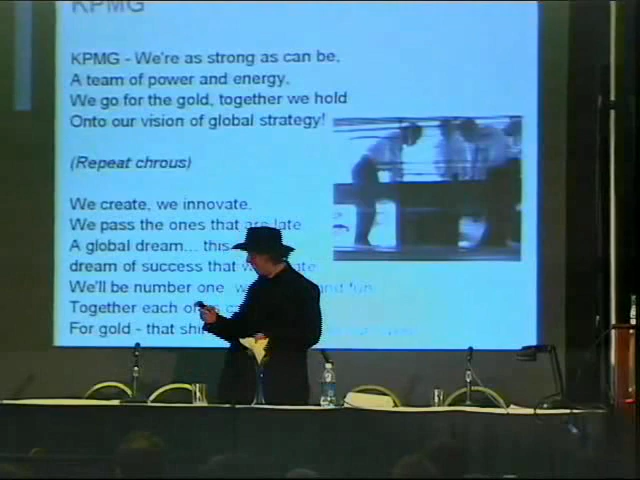 KPMG
KPMG - We're as strong as can be,
A team of power and energy,
We go for the gold, together we hold
Onto our vision of global strategy!
(Repeat chrous)
We create, we innovate.
We pass the ones that are late
A global dream... this
dream of success that
We'll be number one and fun.
Together each of
For gold - that